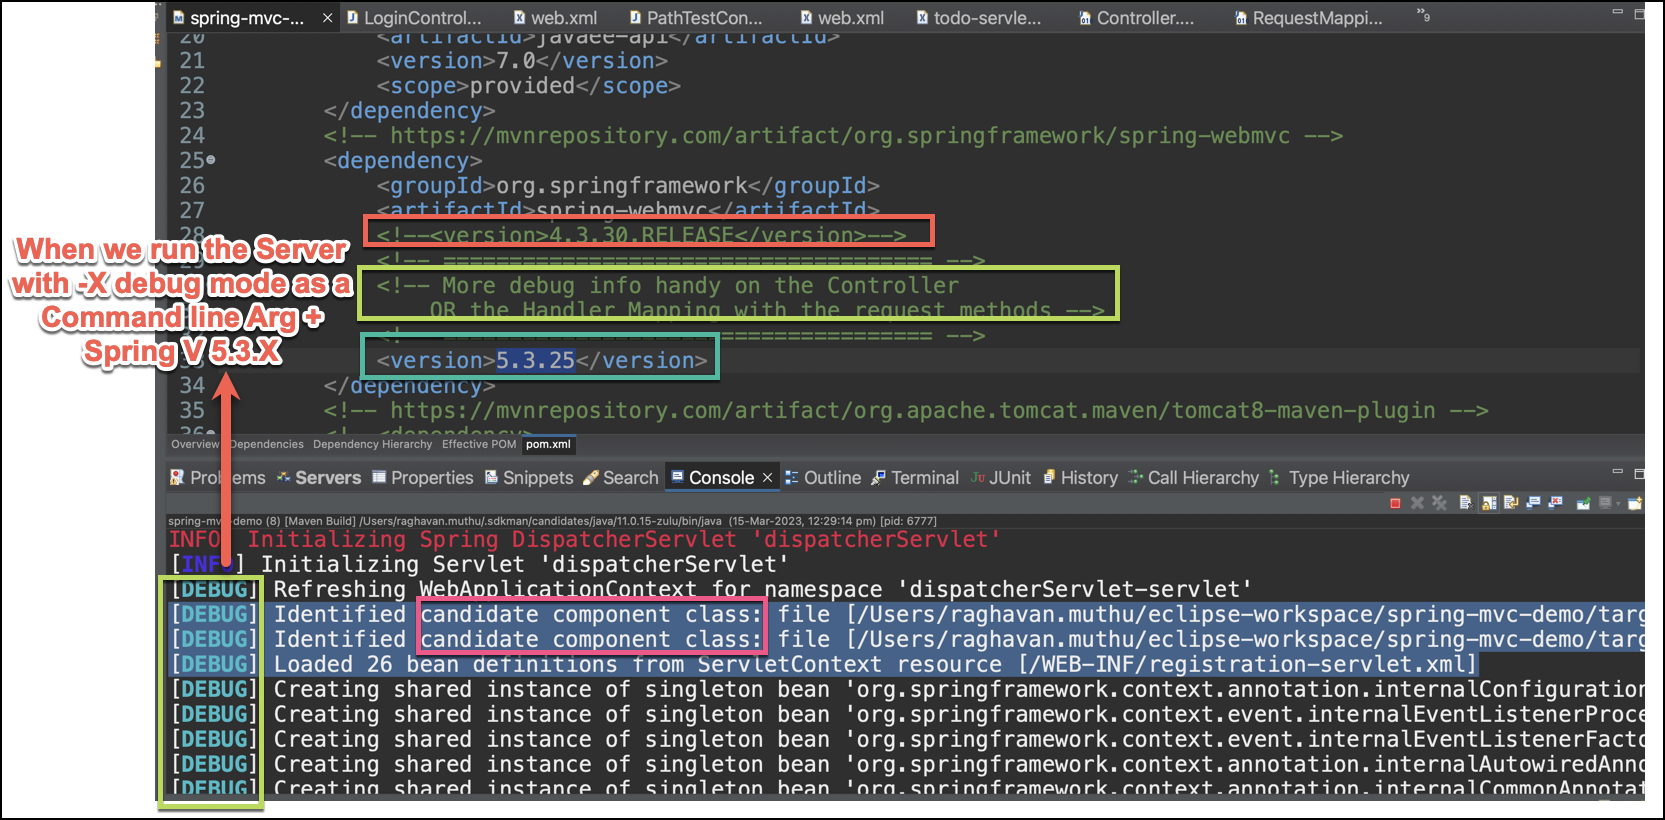 spring-mvc-...
LoginControl...
web.xml
PathTestCon...
web.xml
todo-servle...
Controller....
RequestMappi...
»9
20 <artifactId>javaee-api</artifactId>
21 <version>7.0</version>
22 <scope>provided</scope>
23 </dependency>
24 <!-- https://mvnrepository.com/artifact/org.springframework/spring-webmvc -->
25 <dependency>
26 <groupId>org.springframework</groupId>
27 <artifactId>spring-webmvc</artifactId>
28 <!--<version>4.3.30.RELEASE</version>-->
<!-- ===================================== -->
<!-- More debug info handy on the Controller
OR the Handler Mapping with the request methods -->
===================================== -->
<version>5.3.25</version>
34 </dependency>
35 <!-- https://mvnrepository.com/artifact/org.apache.tomcat.maven/tomcat8-maven-plugin -->
36 <!-- <dependency>
When we run the Server
with -X debug mode as a
Command line Arg +
Spring V 5.3.X
Overview Dependencies Dependency Hierarchy Effective POM pom.xml
Problems Servers Properties Snippets Search Console Outline Terminal JUnit History Call Hierarchy Type Hierarchy
spring-mvc-demo (8) [Maven Build] /Users/raghavan.muthu/.sdkman/candidates/java/11.0.15-zulu/bin/java (15-Mar-2023, 12:29:14 pm) [pid: 6777]
INFO: Initializing Spring DispatcherServlet 'dispatcherServlet'
[INFO] Initializing Servlet 'dispatcherServlet'
[DEBUG] Refreshing WebApplicationContext for namespace 'dispatcherServlet-servlet'
[DEBUG] Identified candidate component class: file [/Users/raghavan.muthu/eclipse-workspace/spring-mvc-demo/targ
[DEBUG] Identified candidate component class: file [/Users/raghavan.muthu/eclipse-workspace/spring-mvc-demo/targ
[DEBUG] Loaded 26 bean definitions from ServletContext resource [/WEB-INF/registration-servlet.xml]
[DEBUG] Creating shared instance of singleton bean 'org.springframework.context.annotation.internalConfiguration
[DEBUG] Creating shared instance of singleton bean 'org.springframework.context.event.internalEventListenerProce
[DEBUG] Creating shared instance of singleton bean 'org.springframework.context.event.internalEventListenerFacto
[DEBUG] Creating shared instance of singleton bean 'org.springframework.context.annotation.internalAutowiredAnno
[DEBUG] Creating shared instance of singleton bean 'org.springframework.context.annotation.internalCommonAnnotat